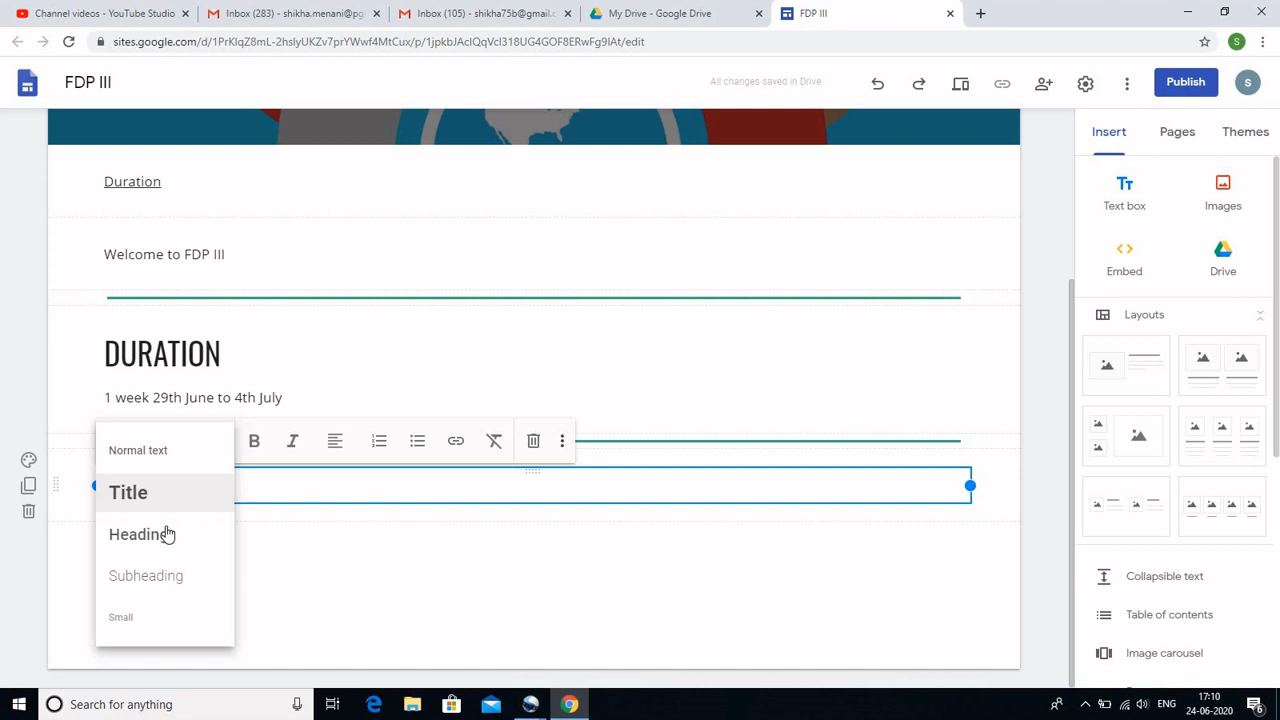 Channel Analytics - YouTube Studio
Inbox (283) - shikha.menani@pg
Inbox (105) - shikha75b@gmail.c
My Drive - Google Drive
FDP III
sites.google.com/d/1PrKlqZ8mL-2hslyUKZv7prYWwf4MtCux/p/1jpkbJAcIQqVcI318UG4GOF8ERwFg9IAt/edit
S
FDP III
All changes saved in Drive
Publish
S
Insert
Pages
Themes
Duration
Tt
Text box
Images
Welcome to FDP III
Embed
Drive
Layouts
DURATION
1 week 29th June to 4th July
B
I
Normal text
Title
Heading
Subheading
Small
Collapsible text
Table of contents
Image carousel
Search for anything
ENG
17:10
24-06-2020
6